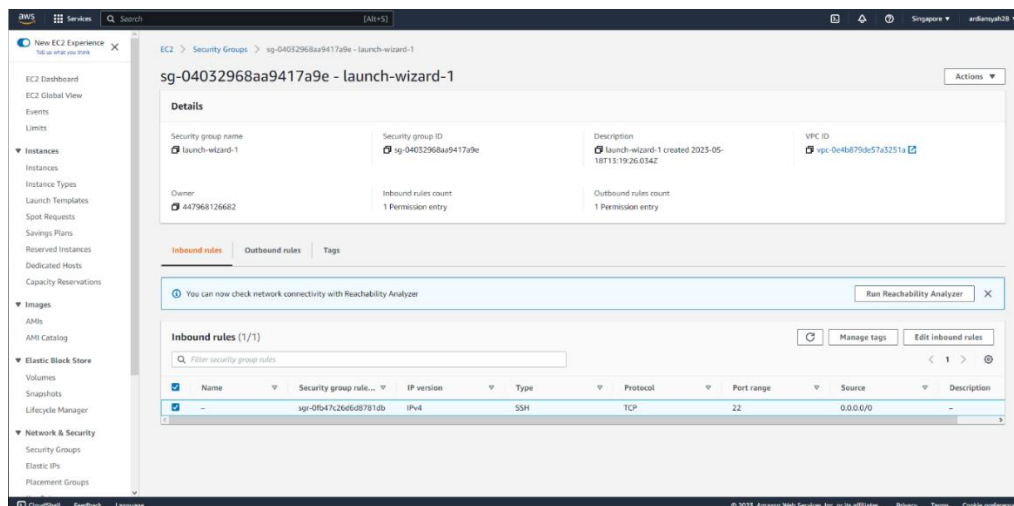 aws Services Search [Alt+S] Singapore ardiansyah28
New EC2 Experience
Tell us what you think
EC2 Dashboard
EC2 Global View
Events
Limits
Instances
Instances
Instance Types
Launch Templates
Spot Requests
Savings Plans
Reserved Instances
Dedicated Hosts
Capacity Reservations
Images
AMIs
AMI Catalog
Elastic Block Store
Volumes
Snapshots
Lifecycle Manager
Network & Security
Security Groups
Elastic IPs
Placement Groups
EC2 > Security Groups > sg-04032968aa9417a9e - launch-wizard-1
sg-04032968aa9417a9e - launch-wizard-1
Actions
Details
Security group name
launch-wizard-1
Security group ID
sg-04032968aa9417a9e
Description
launch-wizard-1 created 2023-05-
18T13:19:26.034Z
VPC ID
vpc-0e4b879de57a3251a
Owner
447968126682
Inbound rules count
1 Permission entry
Outbound rules count
1 Permission entry
Inbound rules Outbound rules Tags
You can now check network connectivity with Reachability Analyzer Run Reachability Analyzer
Inbound rules (1/1) Manage tags Edit inbound rules
Filter security group rules 1
Name Security group rule... IP version Type Protocol Port range Source Description
– sgr-0fb47c26d6d8781db IPv4 SSH TCP 22 0.0.0.0/0 –
CloudShell Feedback Language © 2023, Amazon Web Services, Inc. or its affiliates. Privacy Terms Cookie preferences